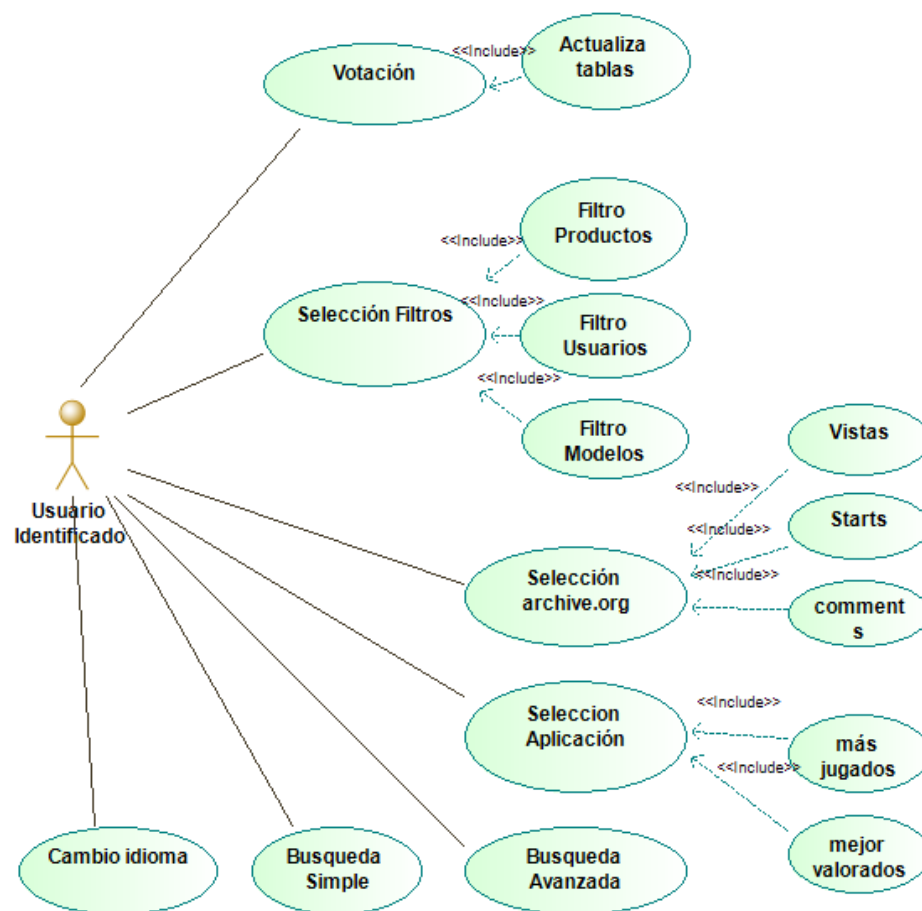 Votación
<<Include>>
Actualiza
tablas
Filtro
Productos
<<Include>>
Selección Filtros
<<Include>>
Filtro
Usuarios
<<Include>>
Filtro
Modelos
Usuario
Identificado
Vistas
<<Include>>
Starts
<<Include>>
Selección
archive.org
<<Include>>
comment
s
Seleccion
Aplicación
<<Include>>
más
jugados
<<Include>>
mejor
valorados
Cambio idioma
Busqueda
Simple
Busqueda
Avanzada